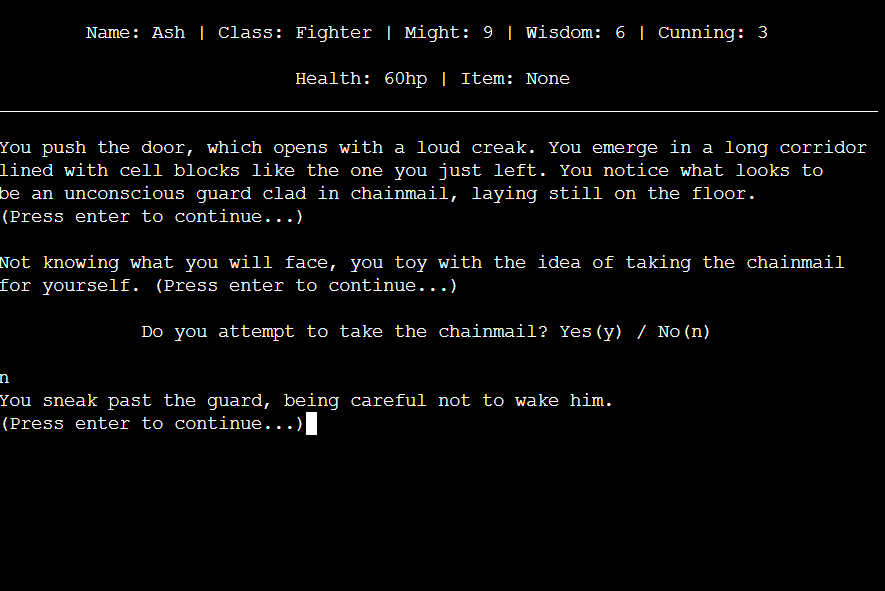 Name: Ash | Class: Fighter | Might: 9 | Wisdom: 6 | Cunning: 3
Health: 60hp | Item: None
You push the door, which opens with a loud creak. You emerge in a long corridor
lined with cell blocks like the one you just left. You notice what looks to
be an unconscious guard clad in chainmail, laying still on the floor.
(Press enter to continue...)
Not knowing what you will face, you toy with the idea of taking the chainmail
for yourself. (Press enter to continue...)
Do you attempt to take the chainmail? Yes(y) / No(n)
n
You sneak past the guard, being careful not to wake him.
(Press enter to continue...)